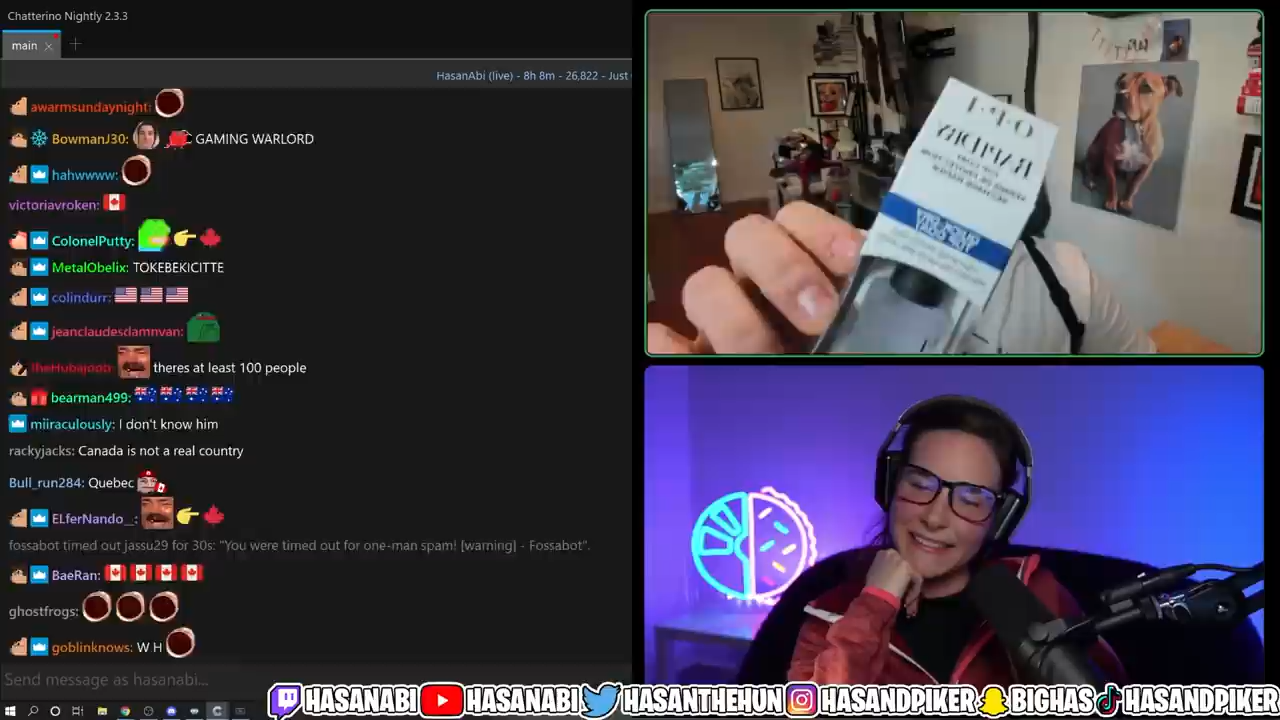 Chatterino Nightly 2.3.3
main
HasanAbi (live) - 8h 8m - 26,822 - Just
awarmsundaynight:
BowmanJ30: GAMING WARLORD
hahwwww:
victoriavroken:
ColonelPutty:
MetalObelix: TOKEBEKICITTE
colindurr:
jeanclaudesdamnvan:
theres at least 100 people
bearman499:
miiraculously: I don't know him
rackyjacks: Canada is not a real country
Bull_run284: Quebec
ELferNando_:
fossabot timed out jassu29 for 30s: "You were timed out for one-man spam! [warning] - Fossabot".
BaeRan:
ghostfrogs:
goblinknows: W H
Send message as hasanabi...
O·P·I
RAPIDRY
HASANABI HASANABI HASANTHEHUN HASANDPIKER BIGHAS HASANDPIKER